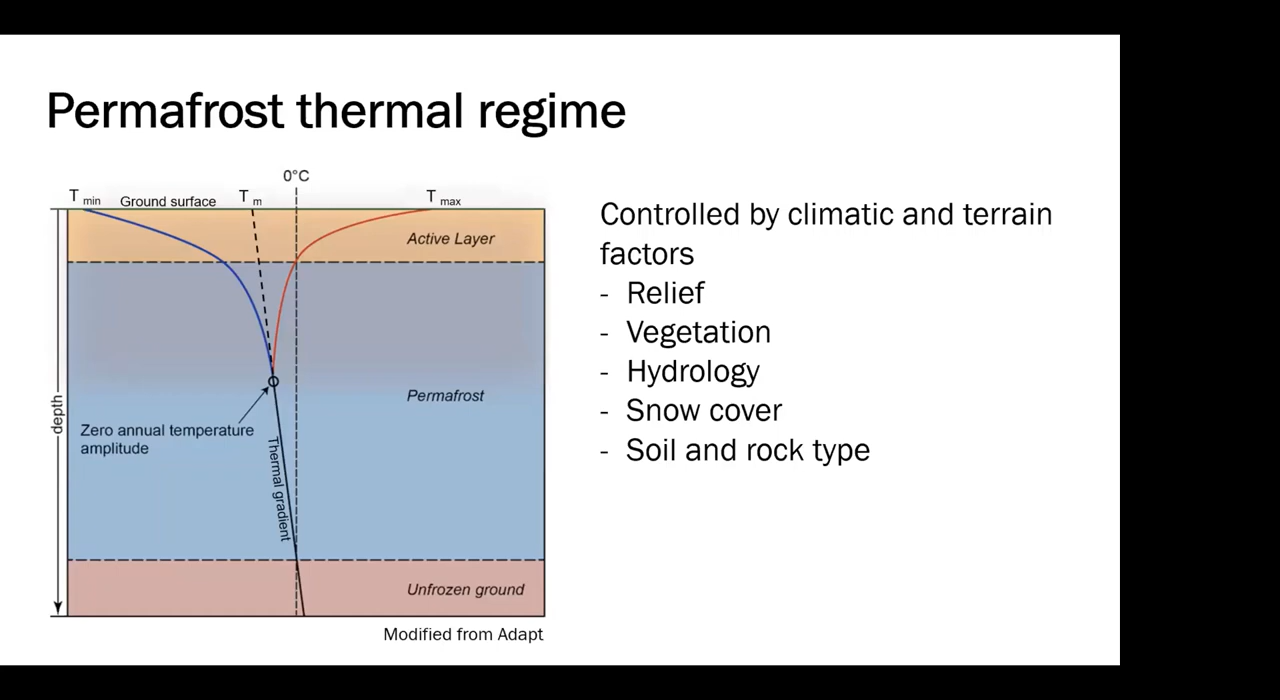 Permafrost thermal regime
0°C
T min
Ground surface
T m
T max
Active Layer
depth
Permafrost
Zero annual temperature
amplitude
Thermal gradient
Unfrozen ground
Modified from Adapt
Controlled by climatic and terrain
factors
- Relief
- Vegetation
- Hydrology
- Snow cover
- Soil and rock type